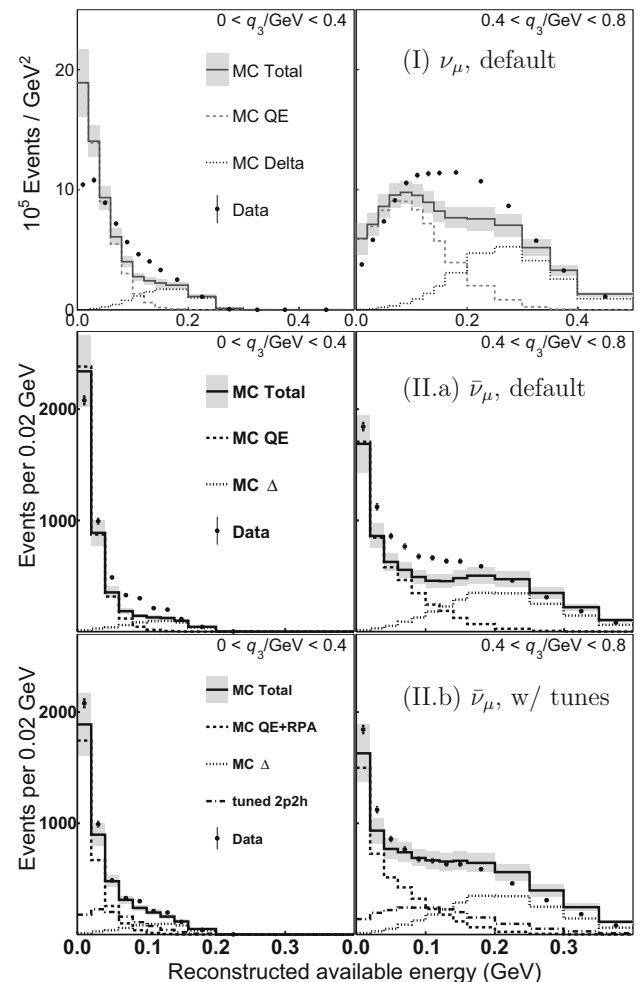 0 < q3/GeV < 0.4
0.4 < q3/GeV < 0.8
10^5 Events / GeV^2
20
10
0
MC Total
MC QE
MC Delta
Data
(I) νμ, default
0.0 0.2 0.4
0.0 0.2 0.4
0 < q3/GeV < 0.4
0.4 < q3/GeV < 0.8
Events per 0.02 GeV
2000
1000
MC Total
MC QE
MC Δ
Data
(II.a) ν̄μ, default
0 < q3/GeV < 0.4
0.4 < q3/GeV < 0.8
Events per 0.02 GeV
2000
1000
MC Total
MC QE+RPA
MC Δ
tuned 2p2h
Data
(II.b) ν̄μ, w/ tunes
0.0 0.1 0.2 0.3
0.0 0.1 0.2 0.3
Reconstructed available energy (GeV)